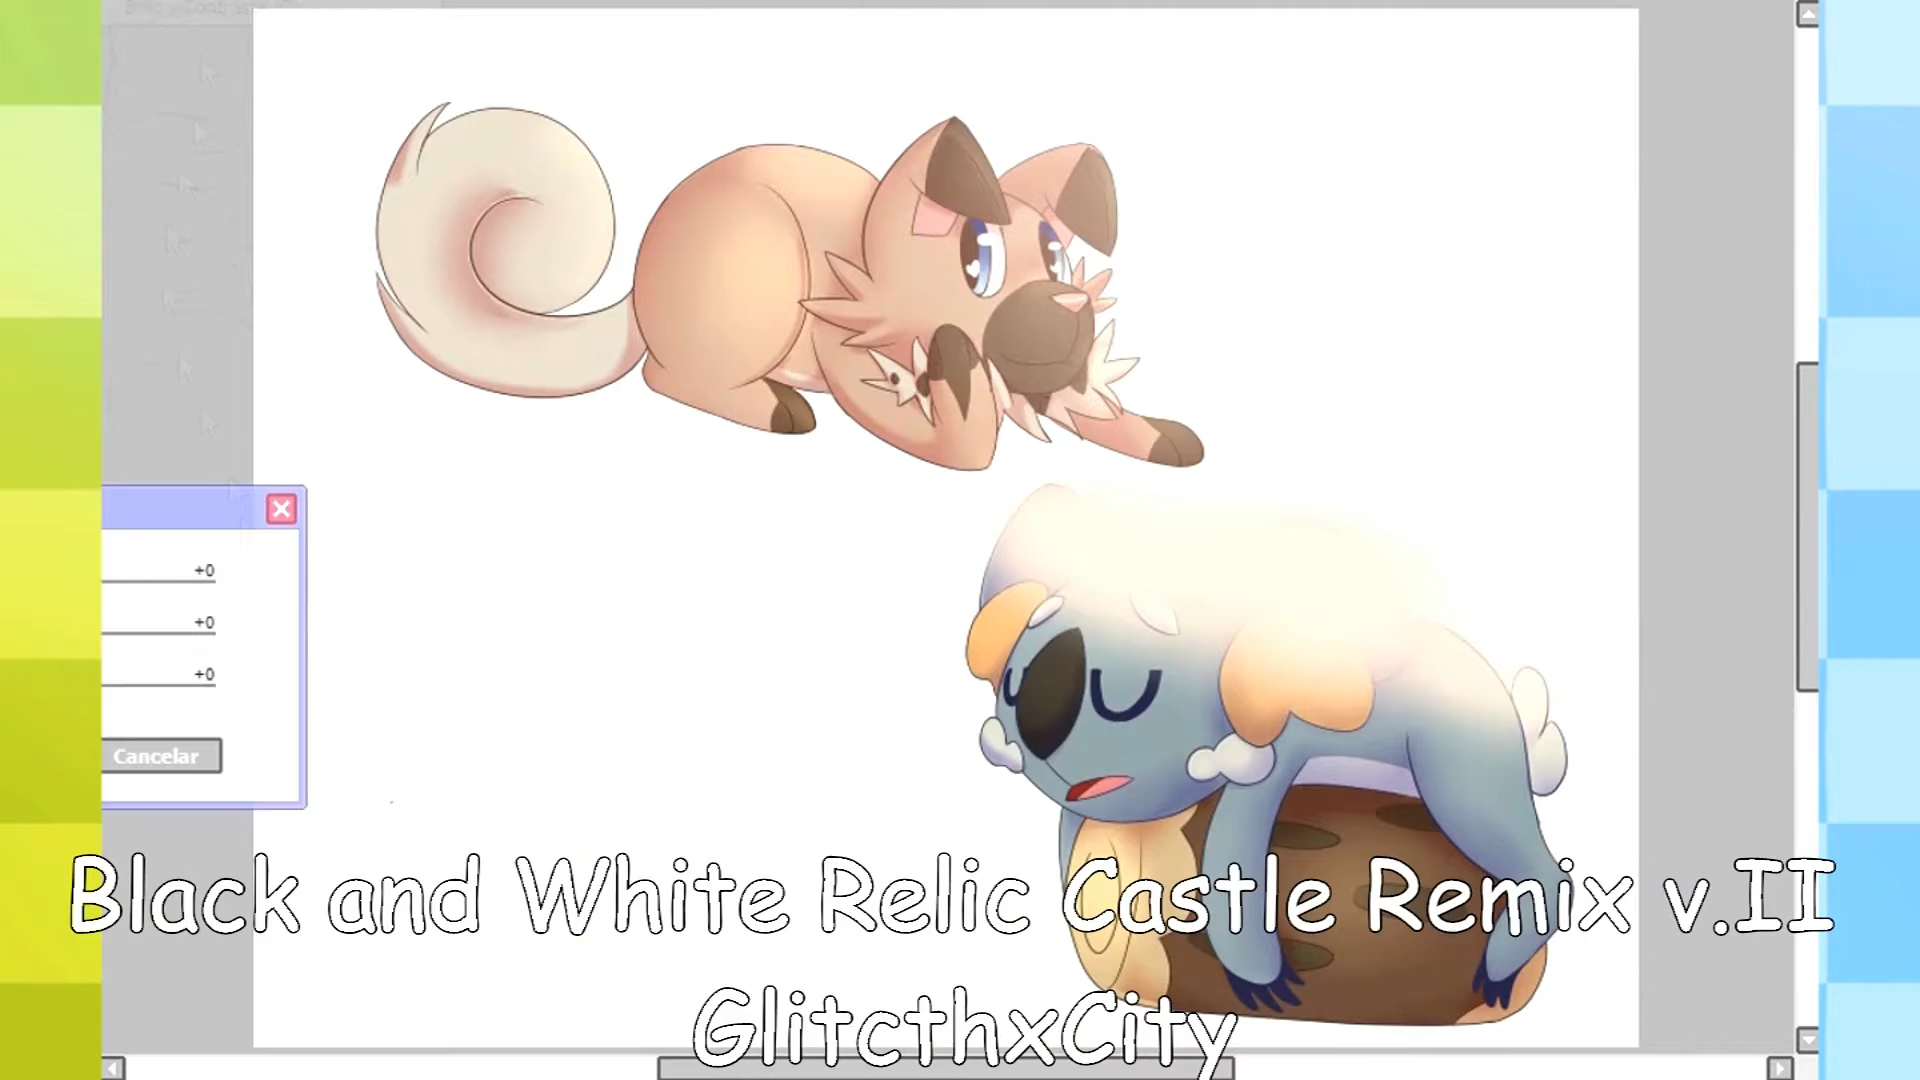 +0
+0
+0
Cancelar
Black and White Relic Castle Remix v.II
GlitcthxCity